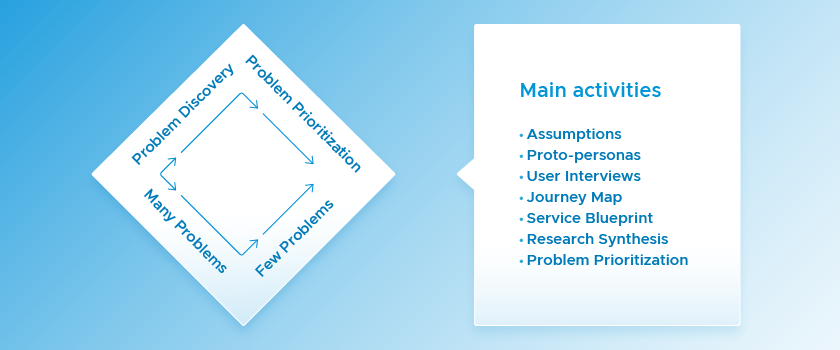 Problem Discovery
Problem Prioritization
Many Problems
Few Problems
Main activities
• Assumptions
• Proto-personas
• User Interviews
• Journey Map
• Service Blueprint
• Research Synthesis
• Problem Prioritization